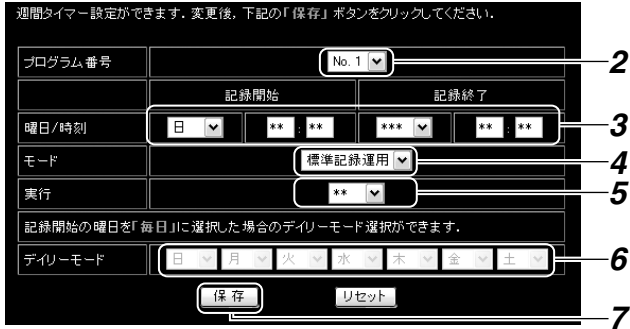 週間タイマー設定ができます．変更後，下記の「保存」ボタンをクリックしてください．
プログラム番号 No. 1 2
記録開始 記録終了
曜日/時刻 日 ** : ** *** ** : ** 3
モード 標準記録運用 4
実行 ** 5
記録開始の曜日を「毎日」に選択した場合のデイリーモード選択ができます．
デイリーモード 日 月 火 水 木 金 土 6
保存 リセット 7